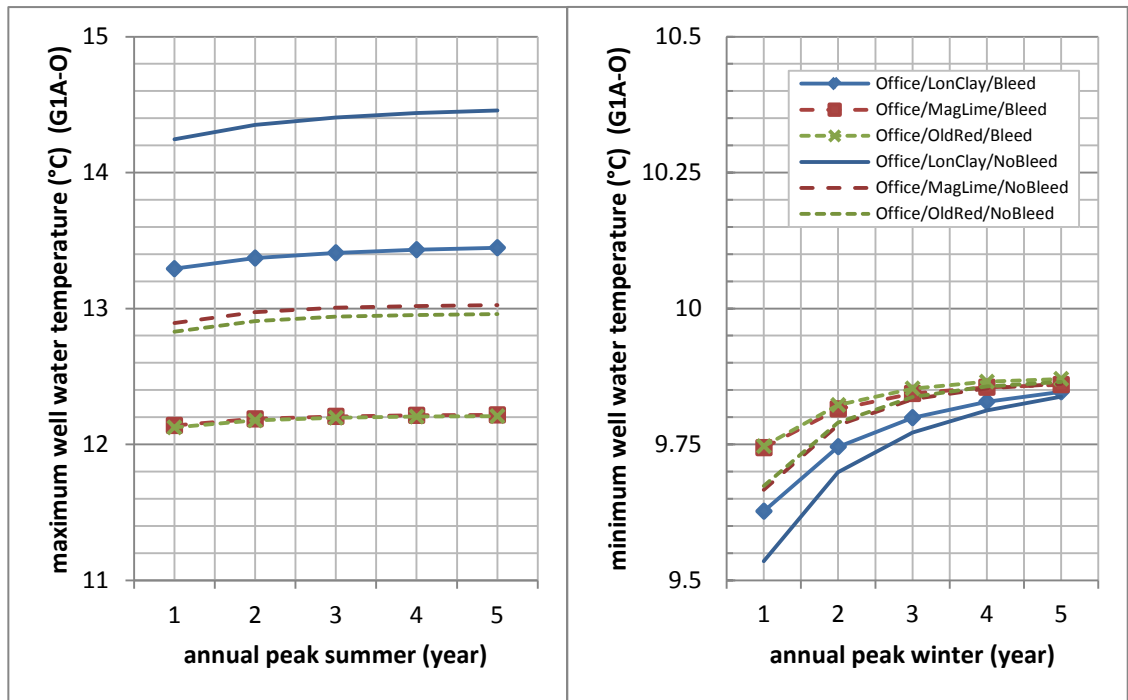 maximum well water temperature (°C) (G1A-O)
15
14
13
12
11
1 2 3 4 5
annual peak summer (year)
minimum well water temperature (°C) (G1A-O)
10.5
10.25
10
9.75
9.5
Office/LonClay/Bleed
Office/MagLime/Bleed
Office/OldRed/Bleed
Office/LonClay/NoBleed
Office/MagLime/NoBleed
Office/OldRed/NoBleed
1 2 3 4 5
annual peak winter (year)